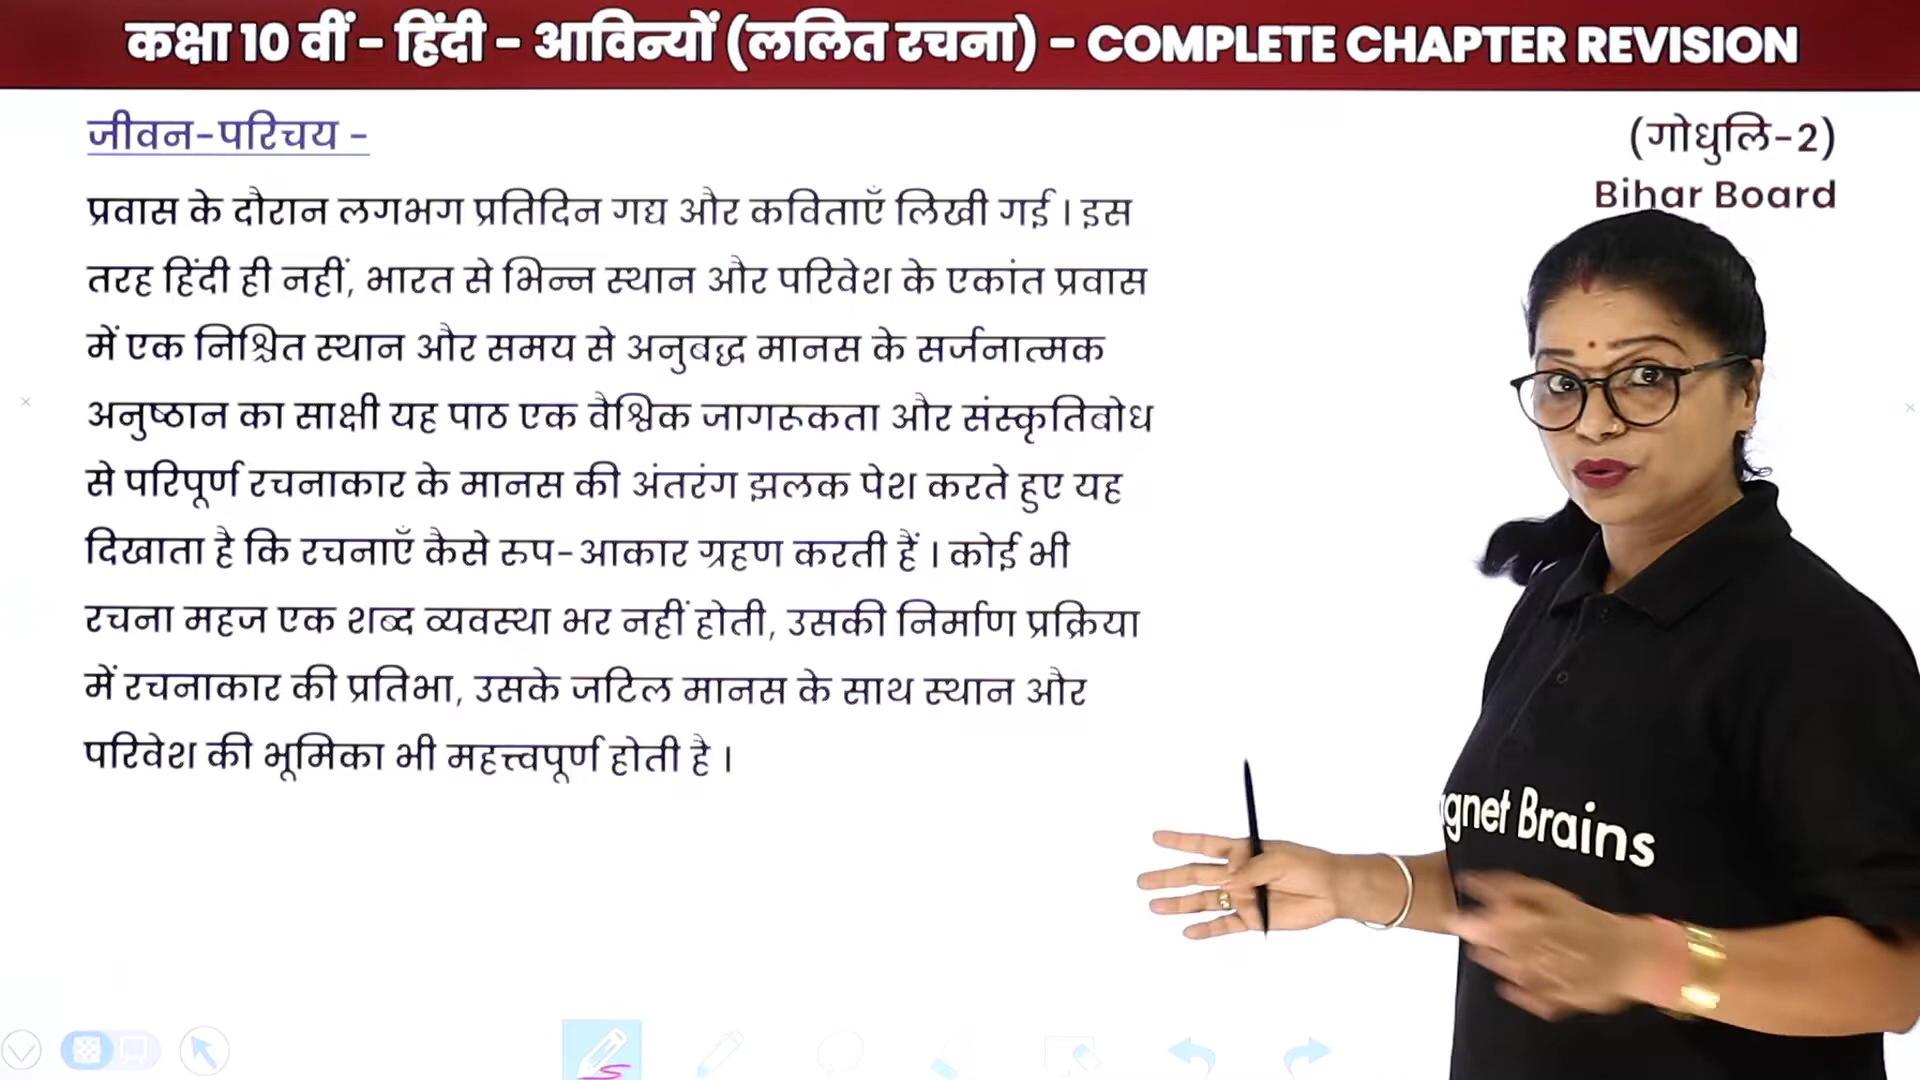 कक्षा 10 वीं - हिंदी - आविन्यों (ललित रचना) - COMPLETE CHAPTER REVISION
जीवन-परिचय -
(गोधुलि-2)
Bihar Board
प्रवास के दौरान लगभग प्रतिदिन गद्य और कविताएँ लिखी गई । इस
तरह हिंदी ही नहीं, भारत से भिन्न स्थान और परिवेश के एकांत प्रवास
में एक निश्चित स्थान और समय से अनुबद्ध मानस के सर्जनात्मक
अनुष्ठान का साक्षी यह पाठ एक वैश्विक जागरूकता और संस्कृतिबोध
से परिपूर्ण रचनाकार के मानस की अंतरंग झलक पेश करते हुए यह
दिखाता है कि रचनाएँ कैसे रुप-आकार ग्रहण करती हैं । कोई भी
रचना महज एक शब्द व्यवस्था भर नहीं होती, उसकी निर्माण प्रक्रिया
में रचनाकार की प्रतिभा, उसके जटिल मानस के साथ स्थान और
परिवेश की भूमिका भी महत्त्वपूर्ण होती है ।
gnet Brains